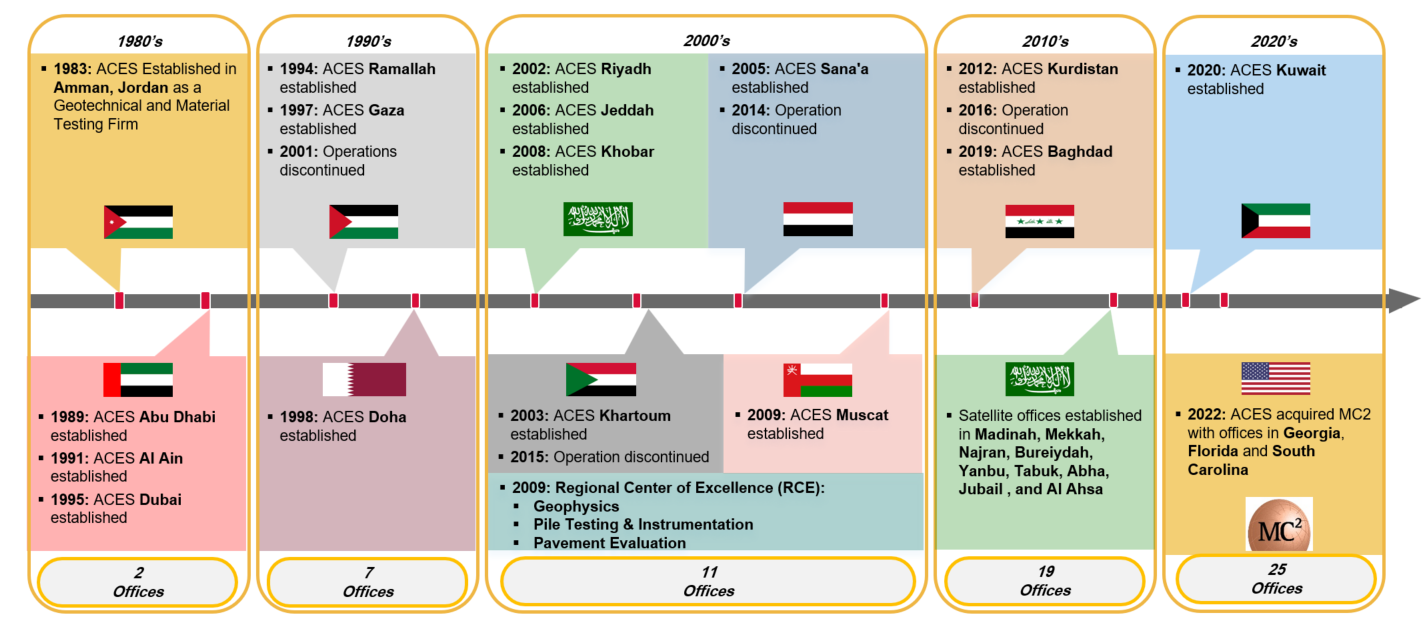 1980's
▪ 1983: ACES Established in
Amman, Jordan as a
Geotechnical and Material
Testing Firm
▪ 1989: ACES Abu Dhabi
established
▪ 1991: ACES Al Ain
established
▪ 1995: ACES Dubai
established
2
Offices
1990's
▪ 1994: ACES Ramallah
established
▪ 1997: ACES Gaza
established
▪ 2001: Operations
discontinued
▪ 1998: ACES Doha
established
7
Offices
2000's
▪ 2002: ACES Riyadh
established
▪ 2006: ACES Jeddah
established
▪ 2008: ACES Khobar
established
▪ 2005: ACES Sana'a
established
▪ 2014: Operation
discontinued
▪ 2003: ACES Khartoum
established
▪ 2015: Operation discontinued
▪ 2009: ACES Muscat
established
▪ 2009: Regional Center of Excellence (RCE):
▪ Geophysics
▪ Pile Testing & Instrumentation
▪ Pavement Evaluation
11
Offices
2010's
▪ 2012: ACES Kurdistan
established
▪ 2016: Operation
discontinued
▪ 2019: ACES Baghdad
established
▪ Satellite offices established
in Madinah, Mekkah,
Najran, Bureiydah,
Yanbu, Tabuk, Abha,
Jubail , and Al Ahsa
19
Offices
2020's
▪ 2020: ACES Kuwait
established
▪ 2022: ACES acquired MC2
with offices in Georgia,
Florida and South
Carolina
MC²
25
Offices